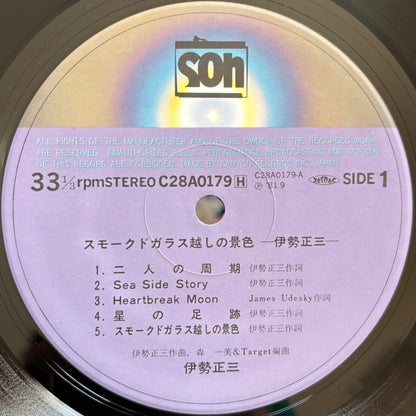 SON
ALL RIGHTS OF THE MANUFACTURER AND OF THE OWNER OF THE RECORDED WORK
ARE RESERVED. UNAUTHORIZED PUBLIC PERFORMANCE, BROADCASTING AND COPYING
OF THIS RECORD ARE FORBIDDEN. MADE BY CANYON RECORDS INC. JAPAN
33 1/3 rpm STEREO C28A0179 H C28A0179-A
Ⓟ '81.9
SIDE 1
スモークドガラス越しの景色 —伊勢正三—
1. 二人の周期 伊勢正三作詞
2. Sea Side Story 伊勢正三作詞
3. Heartbreak Moon James Udesky作詞
4. 星の足跡 伊勢正三作詞
5. スモークドガラス越しの景色 伊勢正三作詞
伊勢正三作曲, 森 一美&Target編曲
伊勢正三